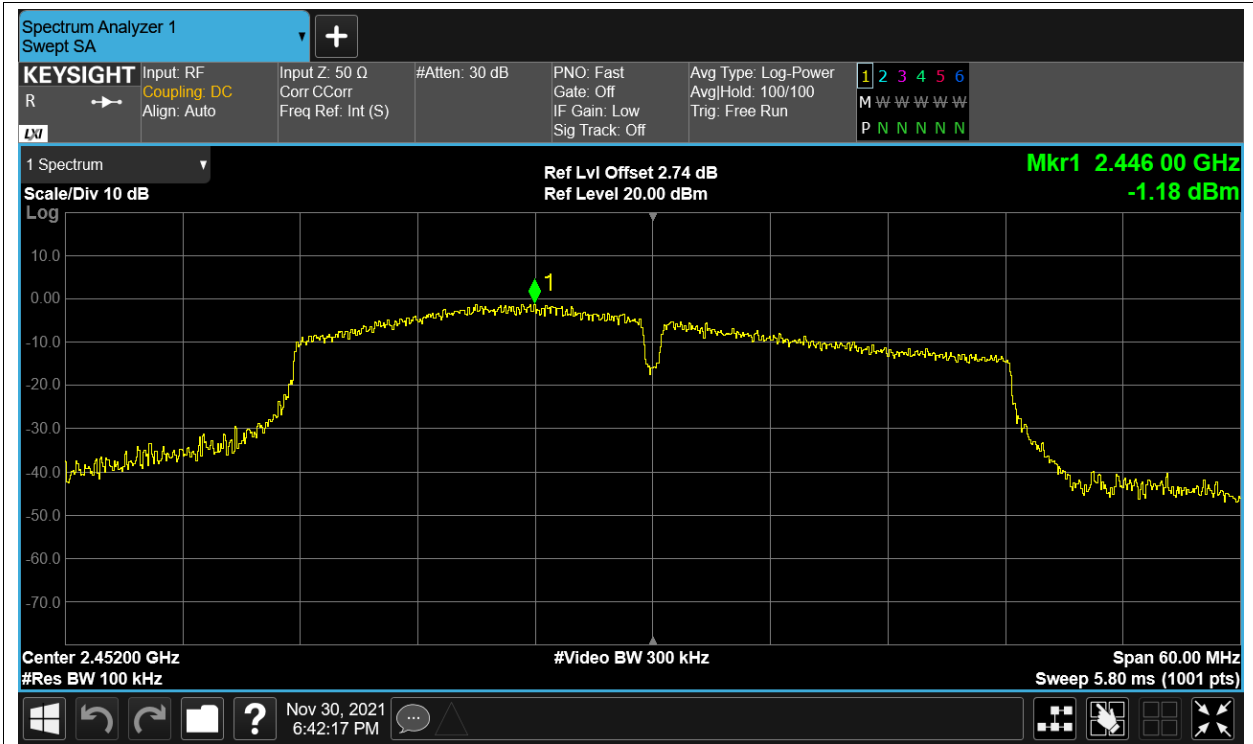 Spectrum Analyzer 1
Swept SA
KEYSIGHT
R
LXI
Input: RF
Coupling: DC
Align: Auto
Input Z: 50 Ω
Corr CCorr
Freq Ref: Int (S)
#Atten: 30 dB
PNO: Fast
Gate: Off
IF Gain: Low
Sig Track: Off
Avg Type: Log-Power
Avg|Hold: 100/100
Trig: Free Run
1 2 3 4 5 6
M W W W W W
P N N N N N
1 Spectrum
Scale/Div 10 dB
Log
Ref Lvl Offset 2.74 dB
Ref Level 20.00 dBm
Mkr1 2.446 00 GHz
-1.18 dBm
1
10.0
0.00
-10.0
-20.0
-30.0
-40.0
-50.0
-60.0
-70.0
Center 2.45200 GHz
#Res BW 100 kHz
#Video BW 300 kHz
Span 60.00 MHz
Sweep 5.80 ms (1001 pts)
?
Nov 30, 2021
6:42:17 PM